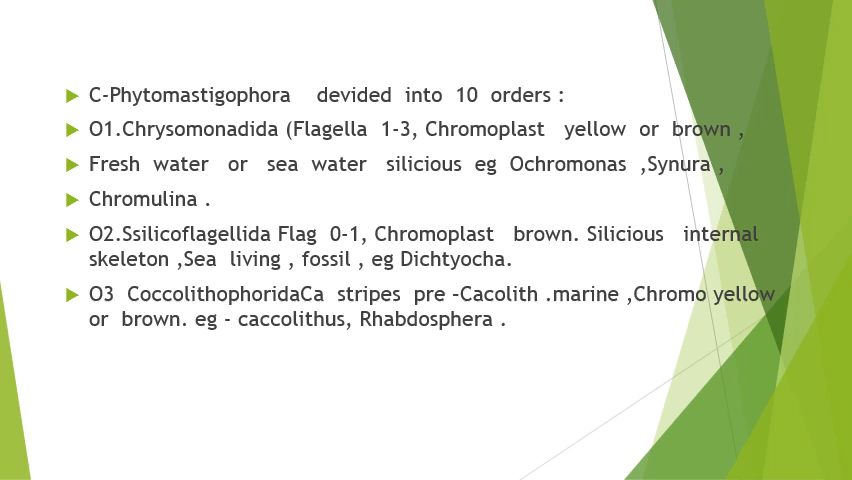 C-Phytomastigophora devided into 10 orders :
O1.Chrysomonadida (Flagella 1-3, Chromoplast yellow or brown ,
Fresh water or sea water silicious eg Ochromonas ,Synura ,
Chromulina .
O2.Ssilicoflagellida Flag 0-1, Chromoplast brown. Silicious internal
skeleton ,Sea living , fossil , eg Dichtyocha.
O3 CoccolithophoridaCa stripes pre –Cacolith .marine ,Chromo yellow
or brown. eg - caccolithus, Rhabdosphera .